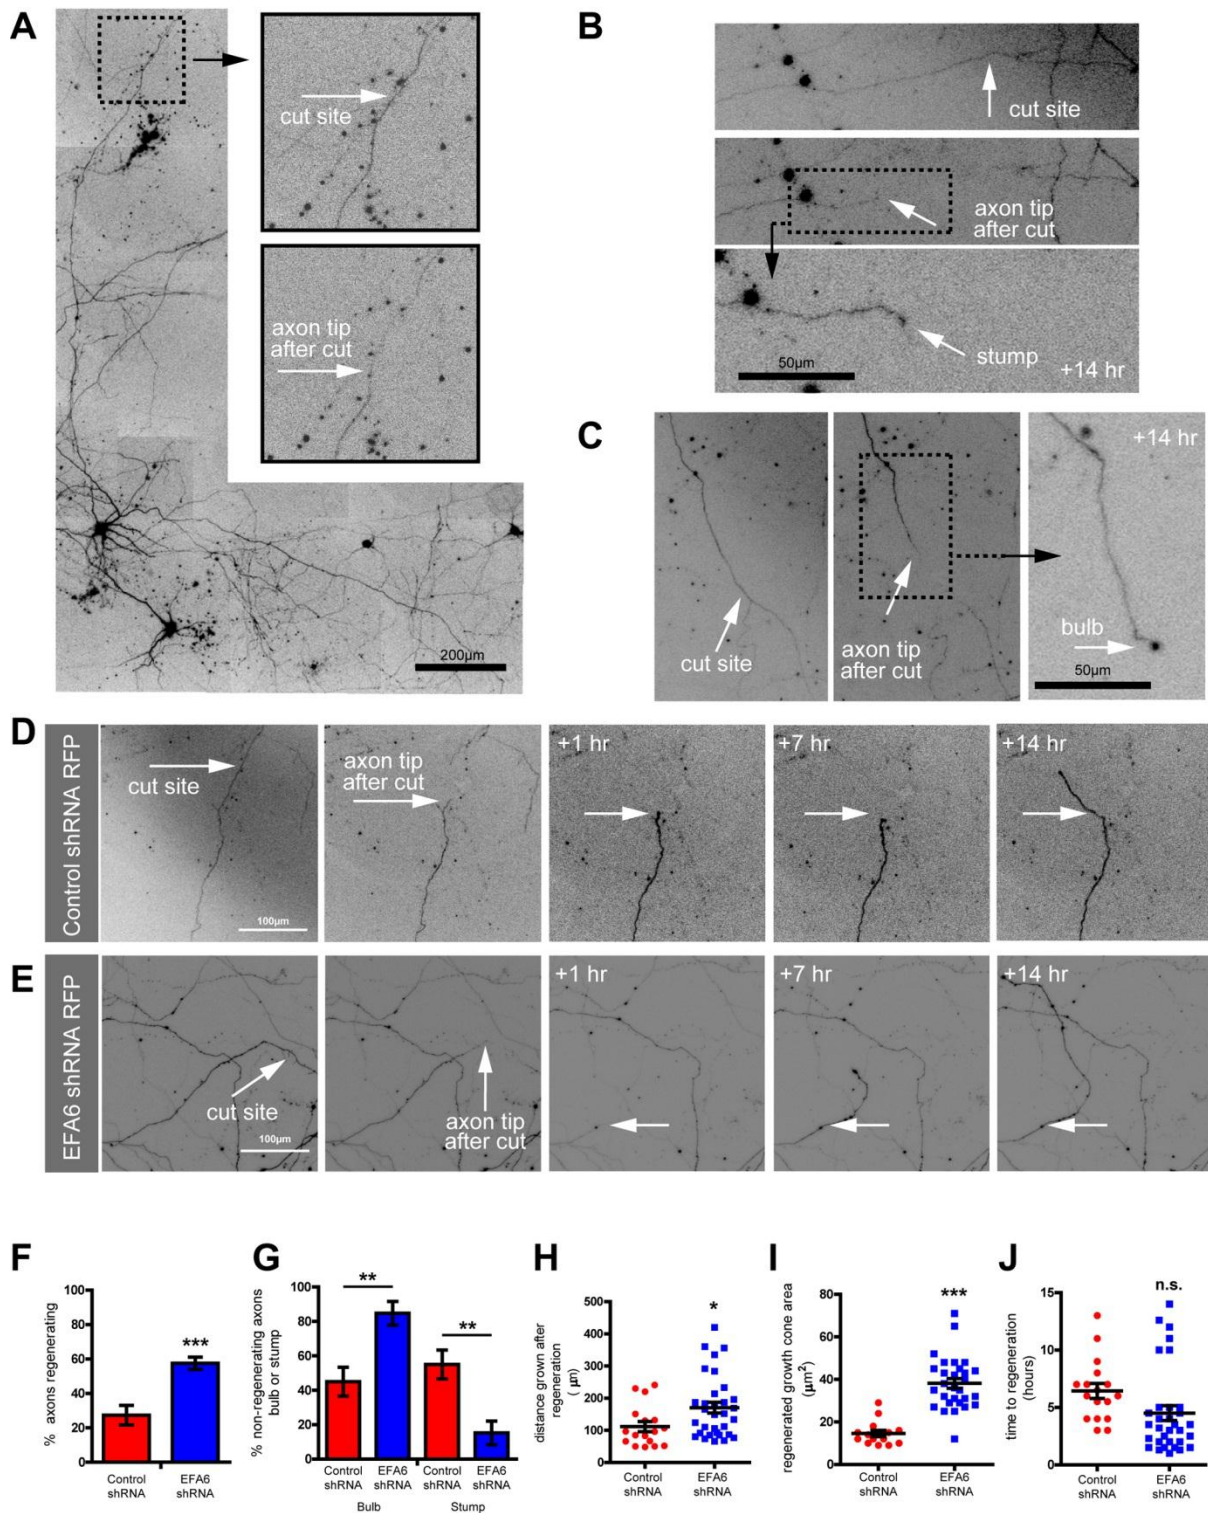 A
cut site
axon tip
after cut
200µm
B
cut site
axon tip
after cut
stump
50µm
+14 hr
C
cut site
axon tip
after cut
+14 hr
bulb
50µm
D
Control shRNA RFP
cut site
100µm
axon tip
after cut
+1 hr
+7 hr
+14 hr
E
EFA6 shRNA RFP
cut site
100µm
axon tip
after cut
+1 hr
+7 hr
+14 hr
F
% axons regenerating
100
80
60
40
20
0
***
Control
shRNA
EFA6
shRNA
G
% non-regenerating axons
bulb or stump
100
80
60
40
20
0
**
**
Control
shRNA
EFA6
shRNA
Control
shRNA
EFA6
shRNA
Bulb
Stump
H
distance grown after
regeneration
( µm)
500
400
300
200
100
0
*
Control
shRNA
EFA6
shRNA
I
regenerated growth cone area
(µm²)
80
60
40
20
0
***
Control
shRNA
EFA6
shRNA
J
time to regeneration
(hours)
15
10
5
0
n.s.
Control
shRNA
EFA6
shRNA